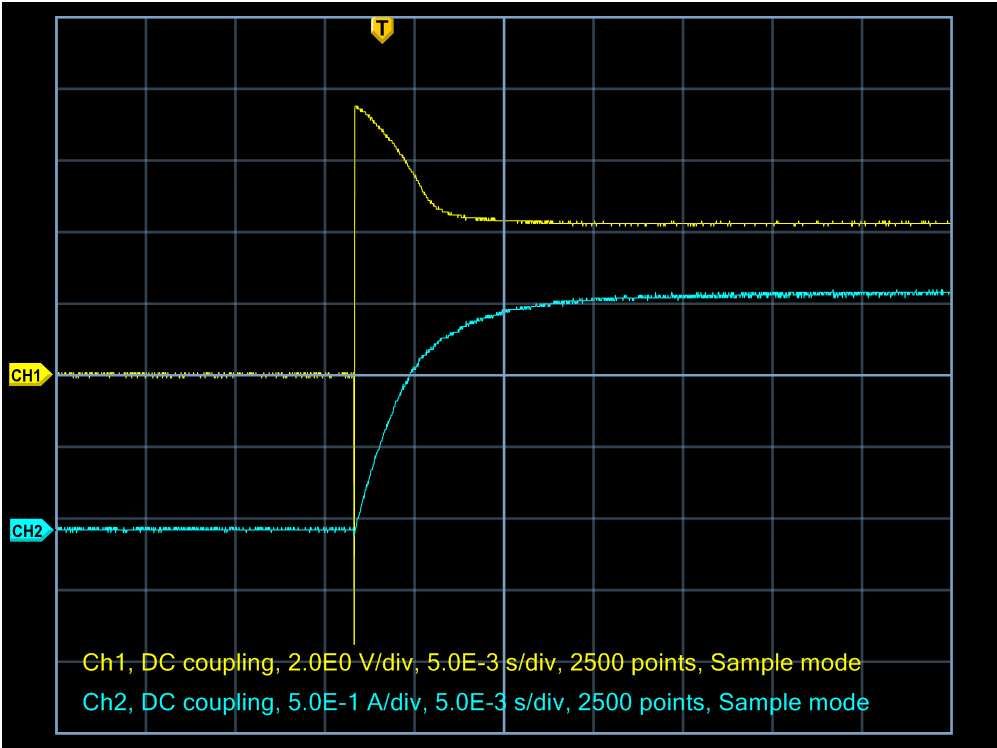 T
CH1
CH2
Ch1, DC coupling, 2.0E0 V/div, 5.0E-3 s/div, 2500 points, Sample mode
Ch2, DC coupling, 5.0E-1 A/div, 5.0E-3 s/div, 2500 points, Sample mode